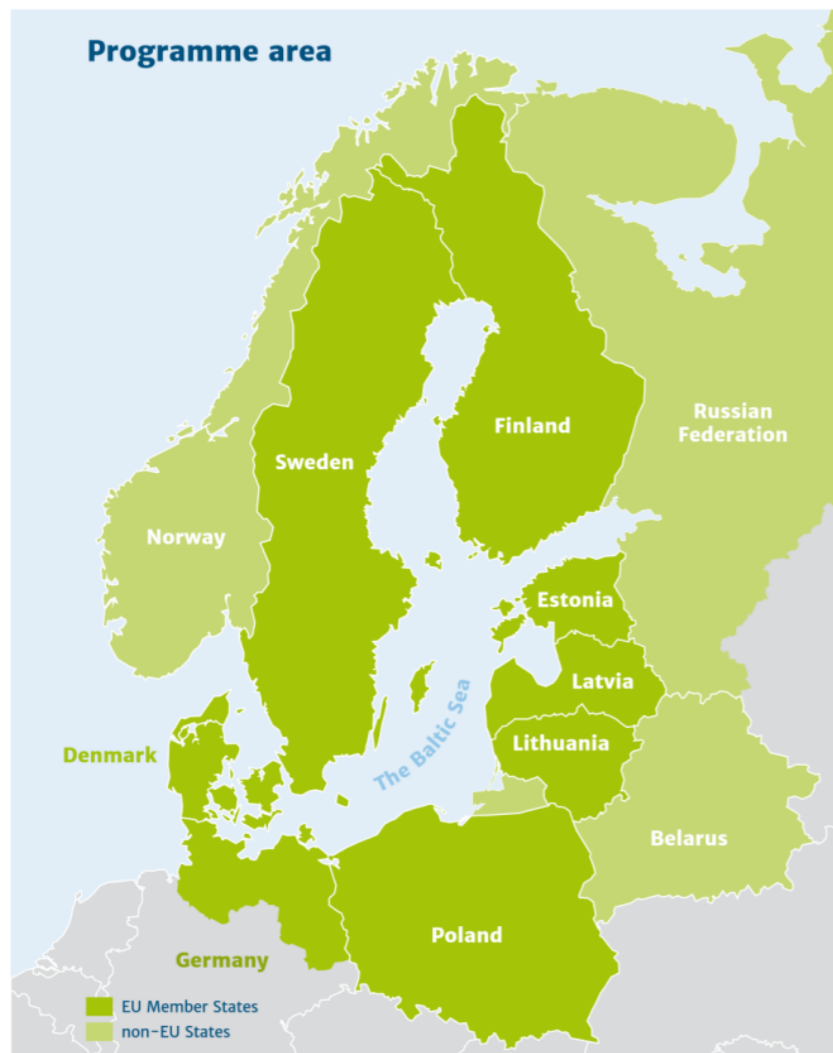 Programme area
Russian
Federation
Finland
Sweden
Norway
Estonia
Latvia
The Baltic Sea
Lithuania
Denmark
Belarus
Poland
Germany
EU Member States
non-EU States